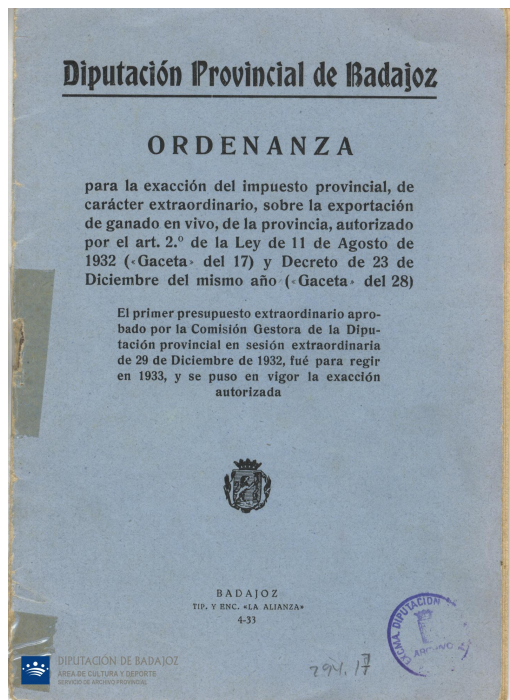 Diputación Provincial de Badajoz
ORDENANZA
para la exacción del impuesto provincial, de
carácter extraordinario, sobre la exportación
de ganado en vivo, de la provincia, autorizado
por el art. 2.º de la Ley de 11 de Agosto de
1932 («Gaceta» del 17) y Decreto de 23 de
Diciembre del mismo año («Gaceta» del 28)
El primer presupuesto extraordinario apro-
bado por la Comisión Gestora de la Dipu-
tación provincial en sesión extraordinaria
de 29 de Diciembre de 1932, fué para regir
en 1933, y se puso en vigor la exacción
autorizada
BADAJOZ
TIP. Y ENC. «LA ALIANZA»
4-33
EXCMA. DIPUTACIÓN
ARCHIVO
294.17
DIPUTACIÓN DE BADAJOZ
ÁREA DE CULTURA Y DEPORTE
SERVICIO DE ARCHIVO PROVINCIAL